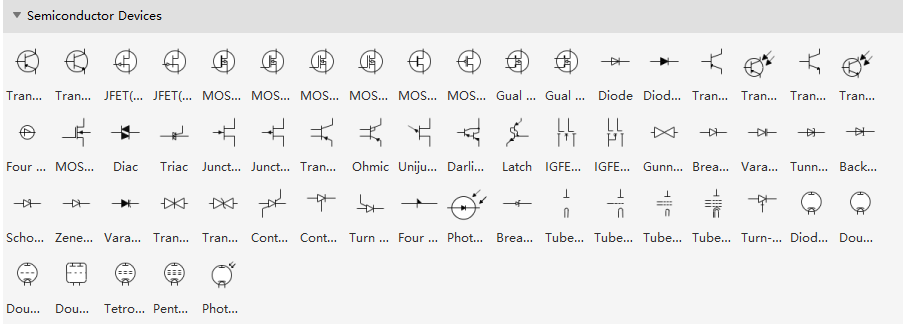 Semiconductor Devices
Tran... Tran... JFET(... JFET(... MOS... MOS... MOS... MOS... MOS... MOS... Gual ... Gual ... Diode Diod... Tran... Tran... Tran... Tran...
Four ... MOS... Diac Triac Junct... Junct... Tran... Ohmic Uniju... Darli... Latch IGFE... IGFE... Gunn... Brea... Vara... Tunn... Back...
Scho... Zene... Vara... Tran... Tran... Cont... Cont... Turn ... Four ... Phot... Brea... Tube... Tube... Tube... Tube... Turn-... Diod... Dou...
Dou... Dou... Tetro... Pent... Phot...